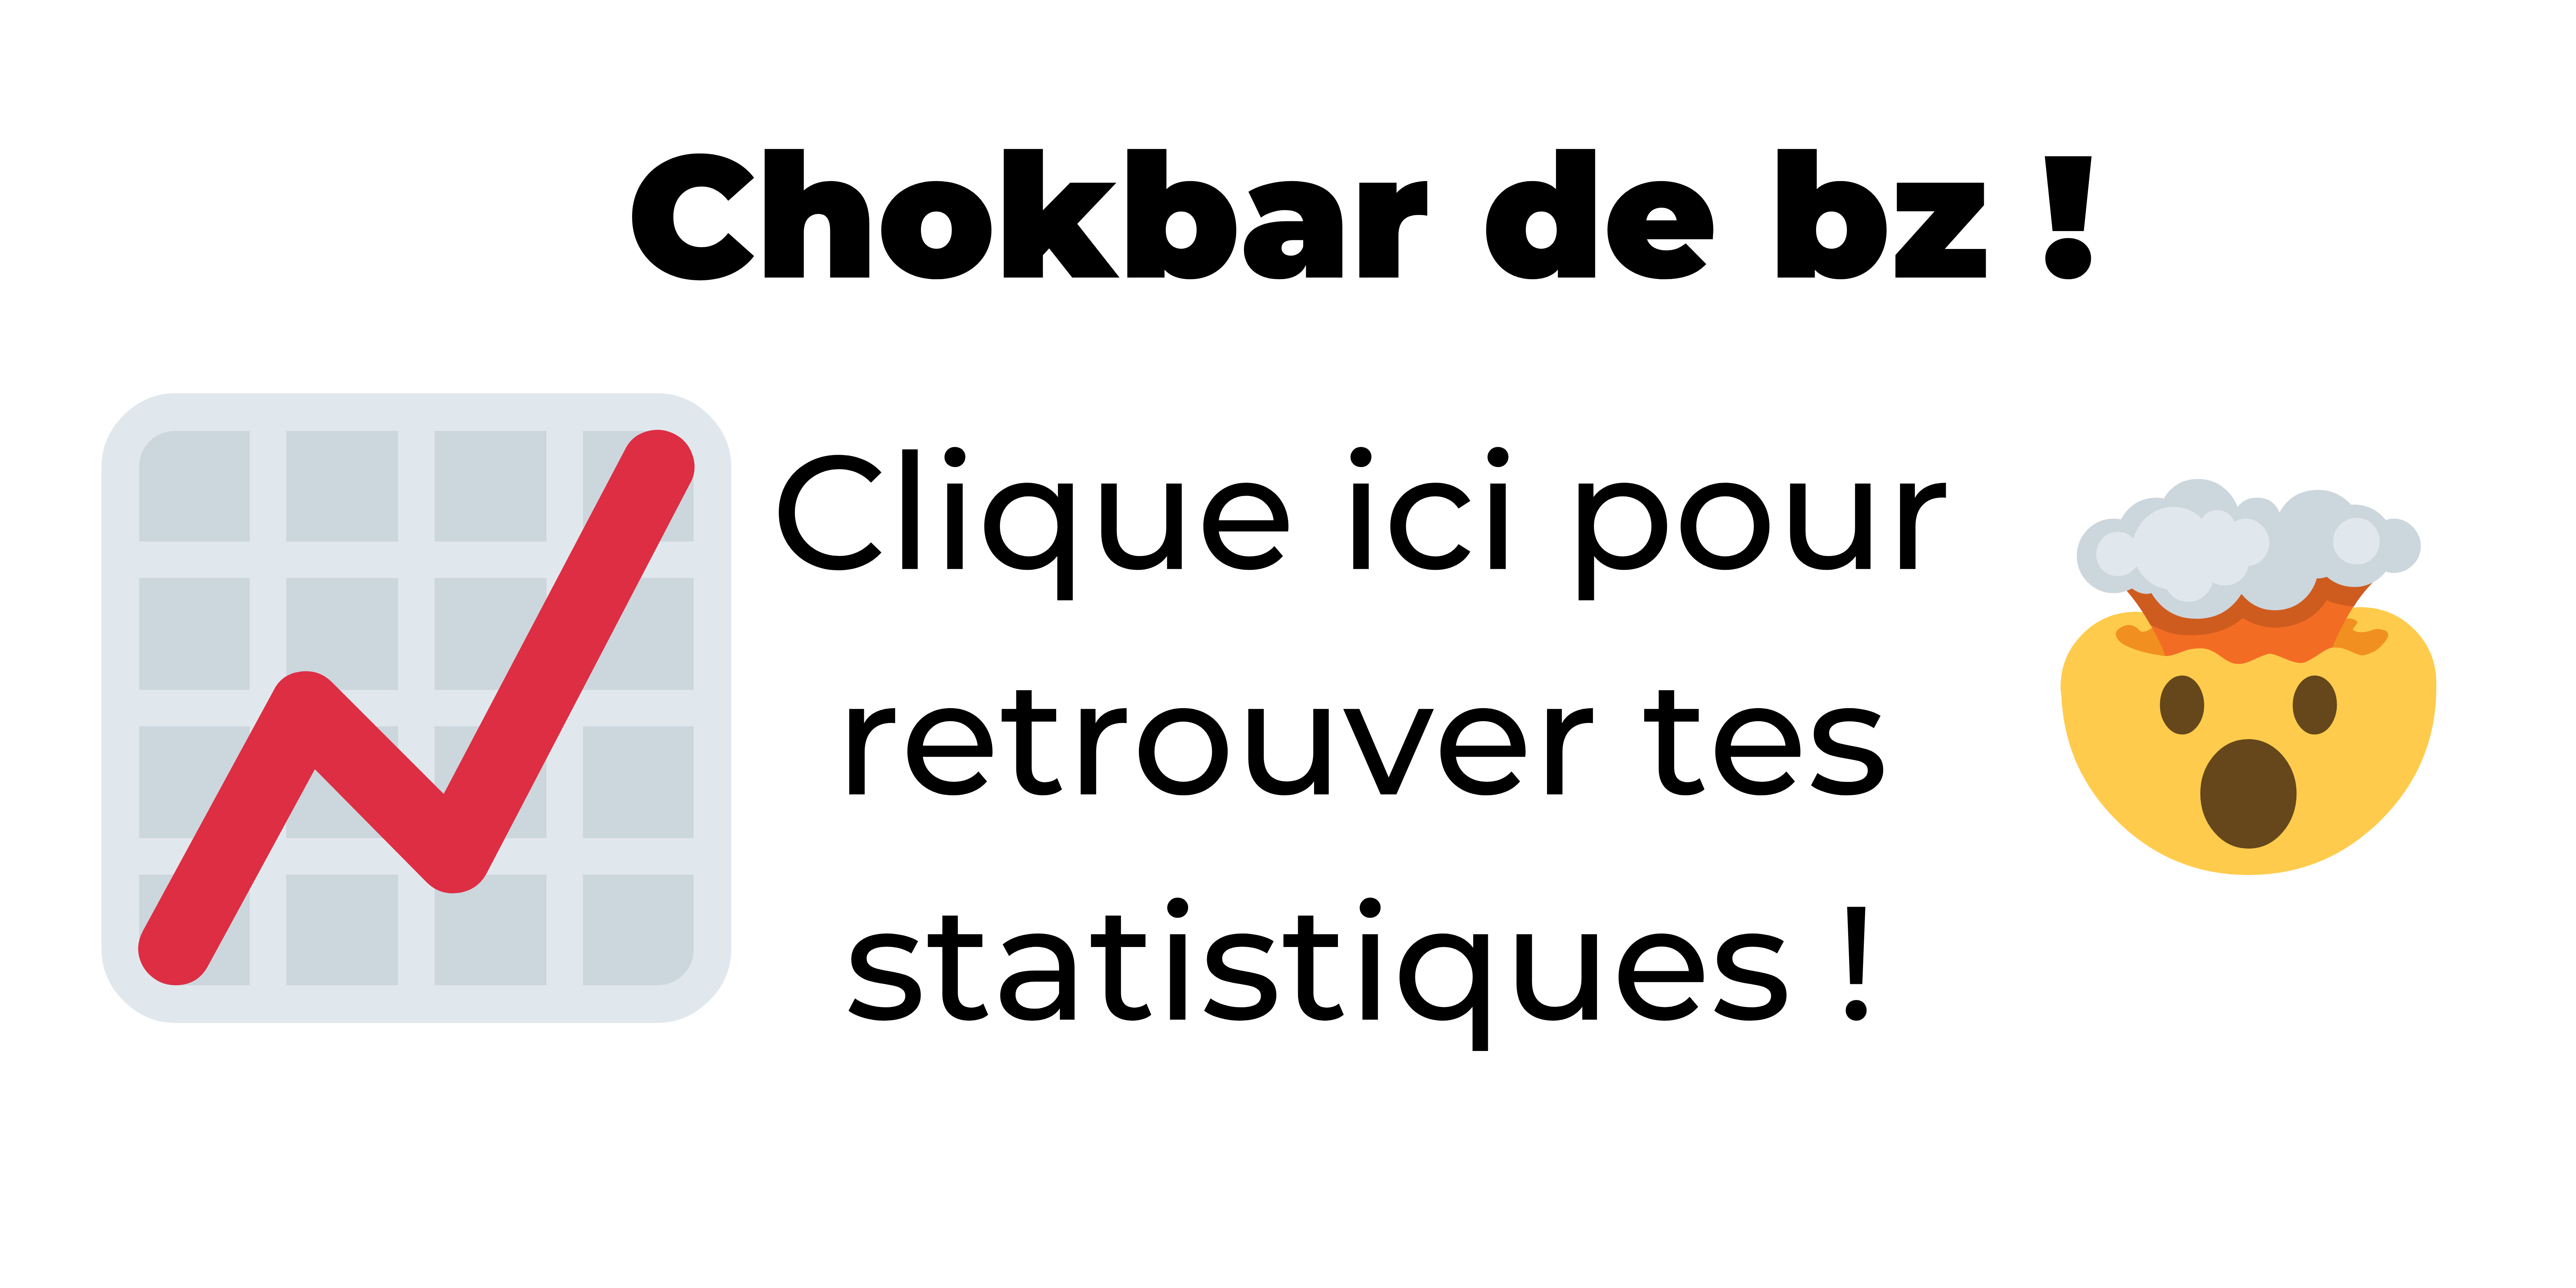 Chokbar de bz !
Clique ici pour
retrouver tes
statistiques !